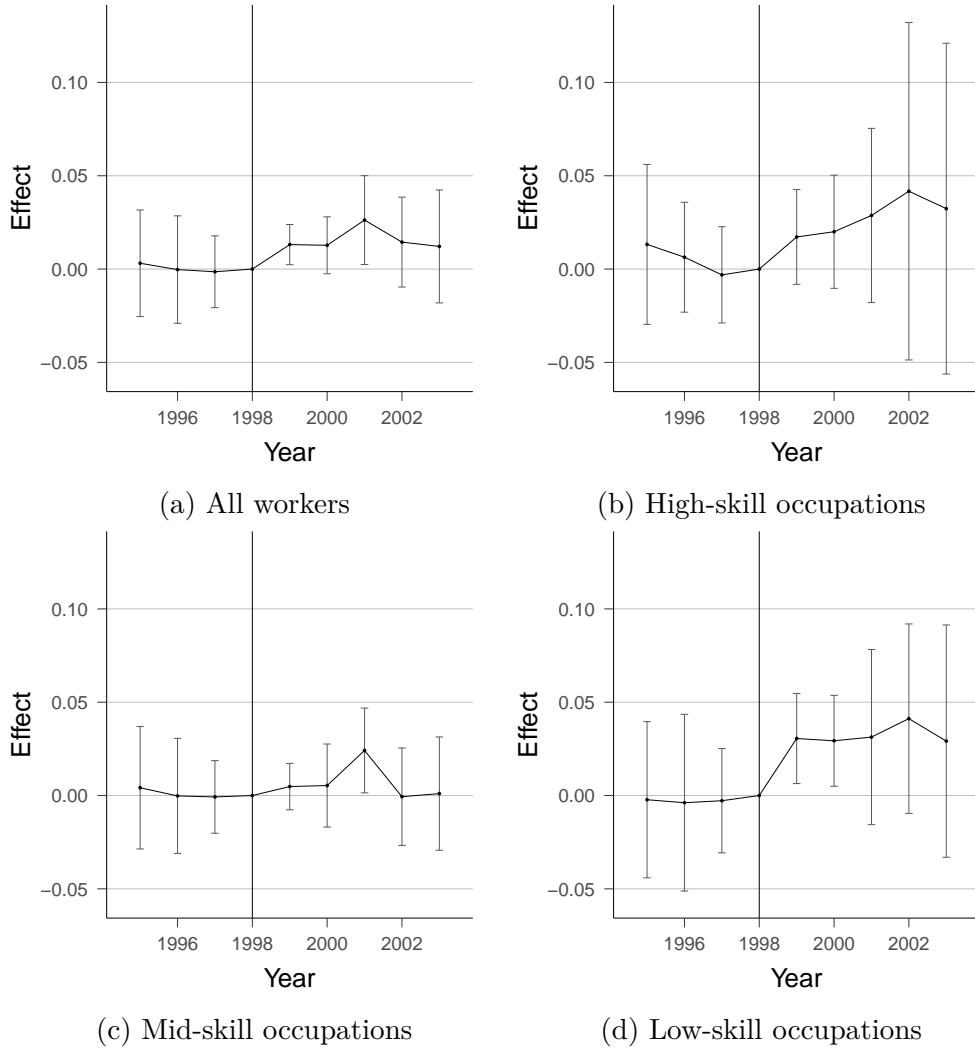 0.10
0.05
0.00
−0.05
Effect
1996 1998 2000 2002
Year
(a) All workers
0.10
0.05
0.00
−0.05
Effect
1996 1998 2000 2002
Year
(b) High-skill occupations
0.10
0.05
0.00
−0.05
Effect
1996 1998 2000 2002
Year
(c) Mid-skill occupations
0.10
0.05
0.00
−0.05
Effect
1996 1998 2000 2002
Year
(d) Low-skill occupations